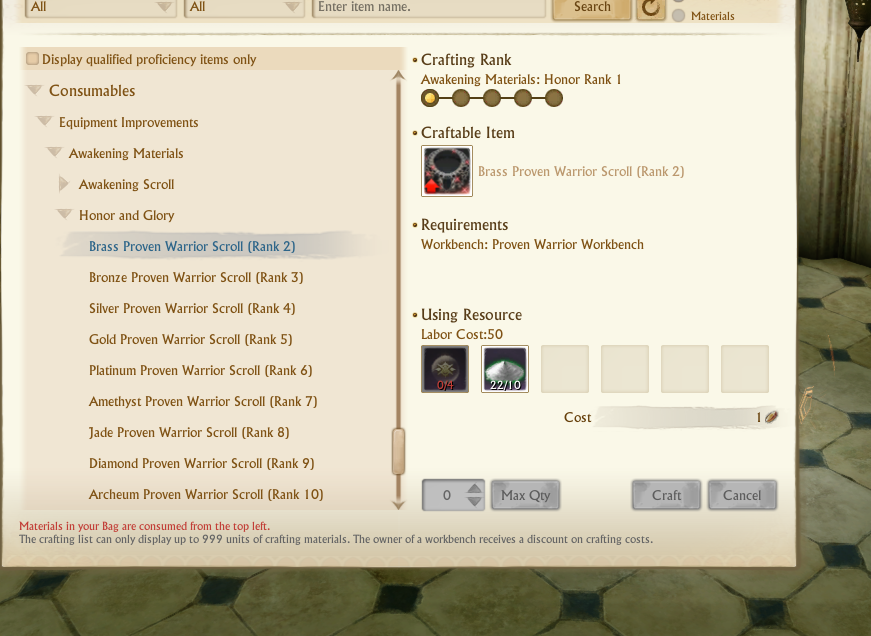 All
All
Enter item name.
Search
Materials
Display qualified proficiency items only
Consumables
Equipment Improvements
Awakening Materials
Awakening Scroll
Honor and Glory
Brass Proven Warrior Scroll (Rank 2)
Bronze Proven Warrior Scroll (Rank 3)
Silver Proven Warrior Scroll (Rank 4)
Gold Proven Warrior Scroll (Rank 5)
Platinum Proven Warrior Scroll (Rank 6)
Amethyst Proven Warrior Scroll (Rank 7)
Jade Proven Warrior Scroll (Rank 8)
Diamond Proven Warrior Scroll (Rank 9)
Archeum Proven Warrior Scroll (Rank 10)
Crafting Rank
Awakening Materials: Honor Rank 1
Craftable Item
Brass Proven Warrior Scroll (Rank 2)
Requirements
Workbench: Proven Warrior Workbench
Using Resource
Labor Cost:50
0/4
22/10
Cost
1
0
Max Qty
Craft
Cancel
Materials in your Bag are consumed from the top left.
The crafting list can only display up to 999 units of crafting materials. The owner of a workbench receives a discount on crafting costs.